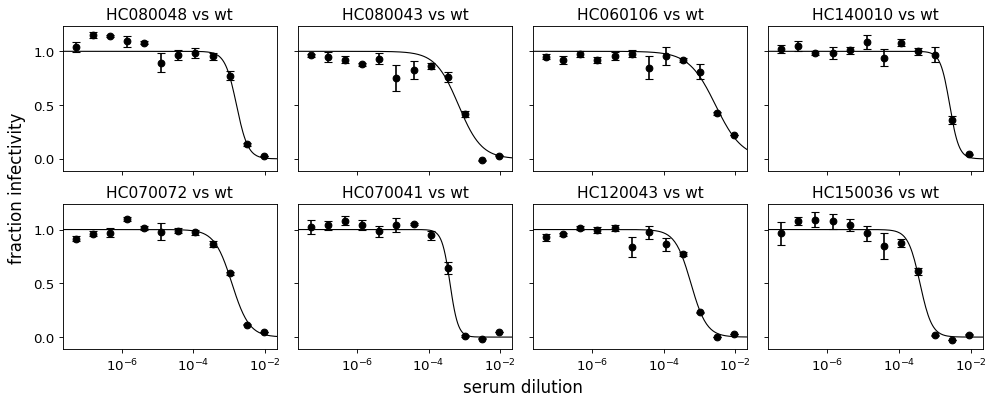 HC080048 vs wt HC080043 vs wt HC060106 vs wt HC140010 vs wt
1.0
0.5
0.0
HC070072 vs wt HC070041 vs wt HC120043 vs wt HC150036 vs wt
1.0
0.5
0.0
fraction infectivity
10⁻⁶ 10⁻⁴ 10⁻² 10⁻⁶ 10⁻⁴ 10⁻² 10⁻⁶ 10⁻⁴ 10⁻² 10⁻⁶ 10⁻⁴ 10⁻²
serum dilution